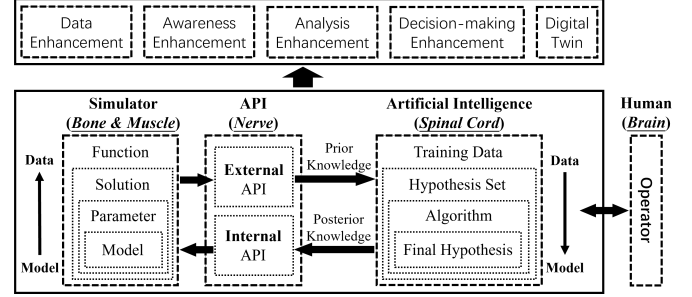 Data
Enhancement
Awareness
Enhancement
Analysis
Enhancement
Decision-making
Enhancement
Digital
Twin
Simulator
(Bone & Muscle)
API
(Nerve)
Artificial Intelligence
(Spinal Cord)
Human
(Brain)
Data
Model
Function
Solution
Parameter
Model
External
API
Internal
API
Prior
Knowledge
Posterior
Knowledge
Training Data
Hypothesis Set
Algorithm
Final Hypothesis
Data
Model
Operator